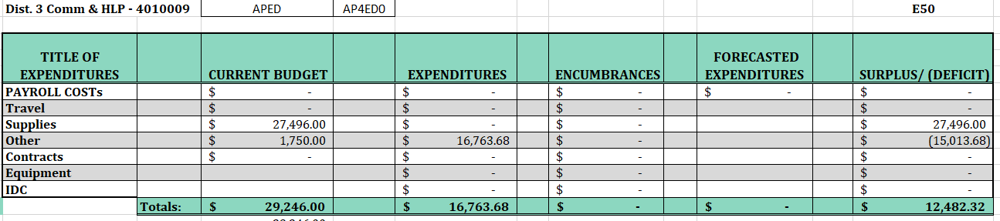 Dist. 3 Comm & HLP - 4010009 APED AP4ED0 E50
TITLE OF EXPENDITURES CURRENT BUDGET EXPENDITURES ENCUMBRANCES FORECASTED EXPENDITURES SURPLUS/ (DEFICIT)
PAYROLL COSTs $ - $ - $ - $ - $ -
Travel $ - $ - $ - $ -
Supplies $ 27,496.00 $ - $ - $ 27,496.00
Other $ 1,750.00 $ 16,763.68 $ - $ (15,013.68)
Contracts $ - $ - $ - $ -
Equipment $ - $ - $ -
IDC $ - $ - $ -
Totals: $ 29,246.00 $ 16,763.68 $ - $ - $ 12,482.32